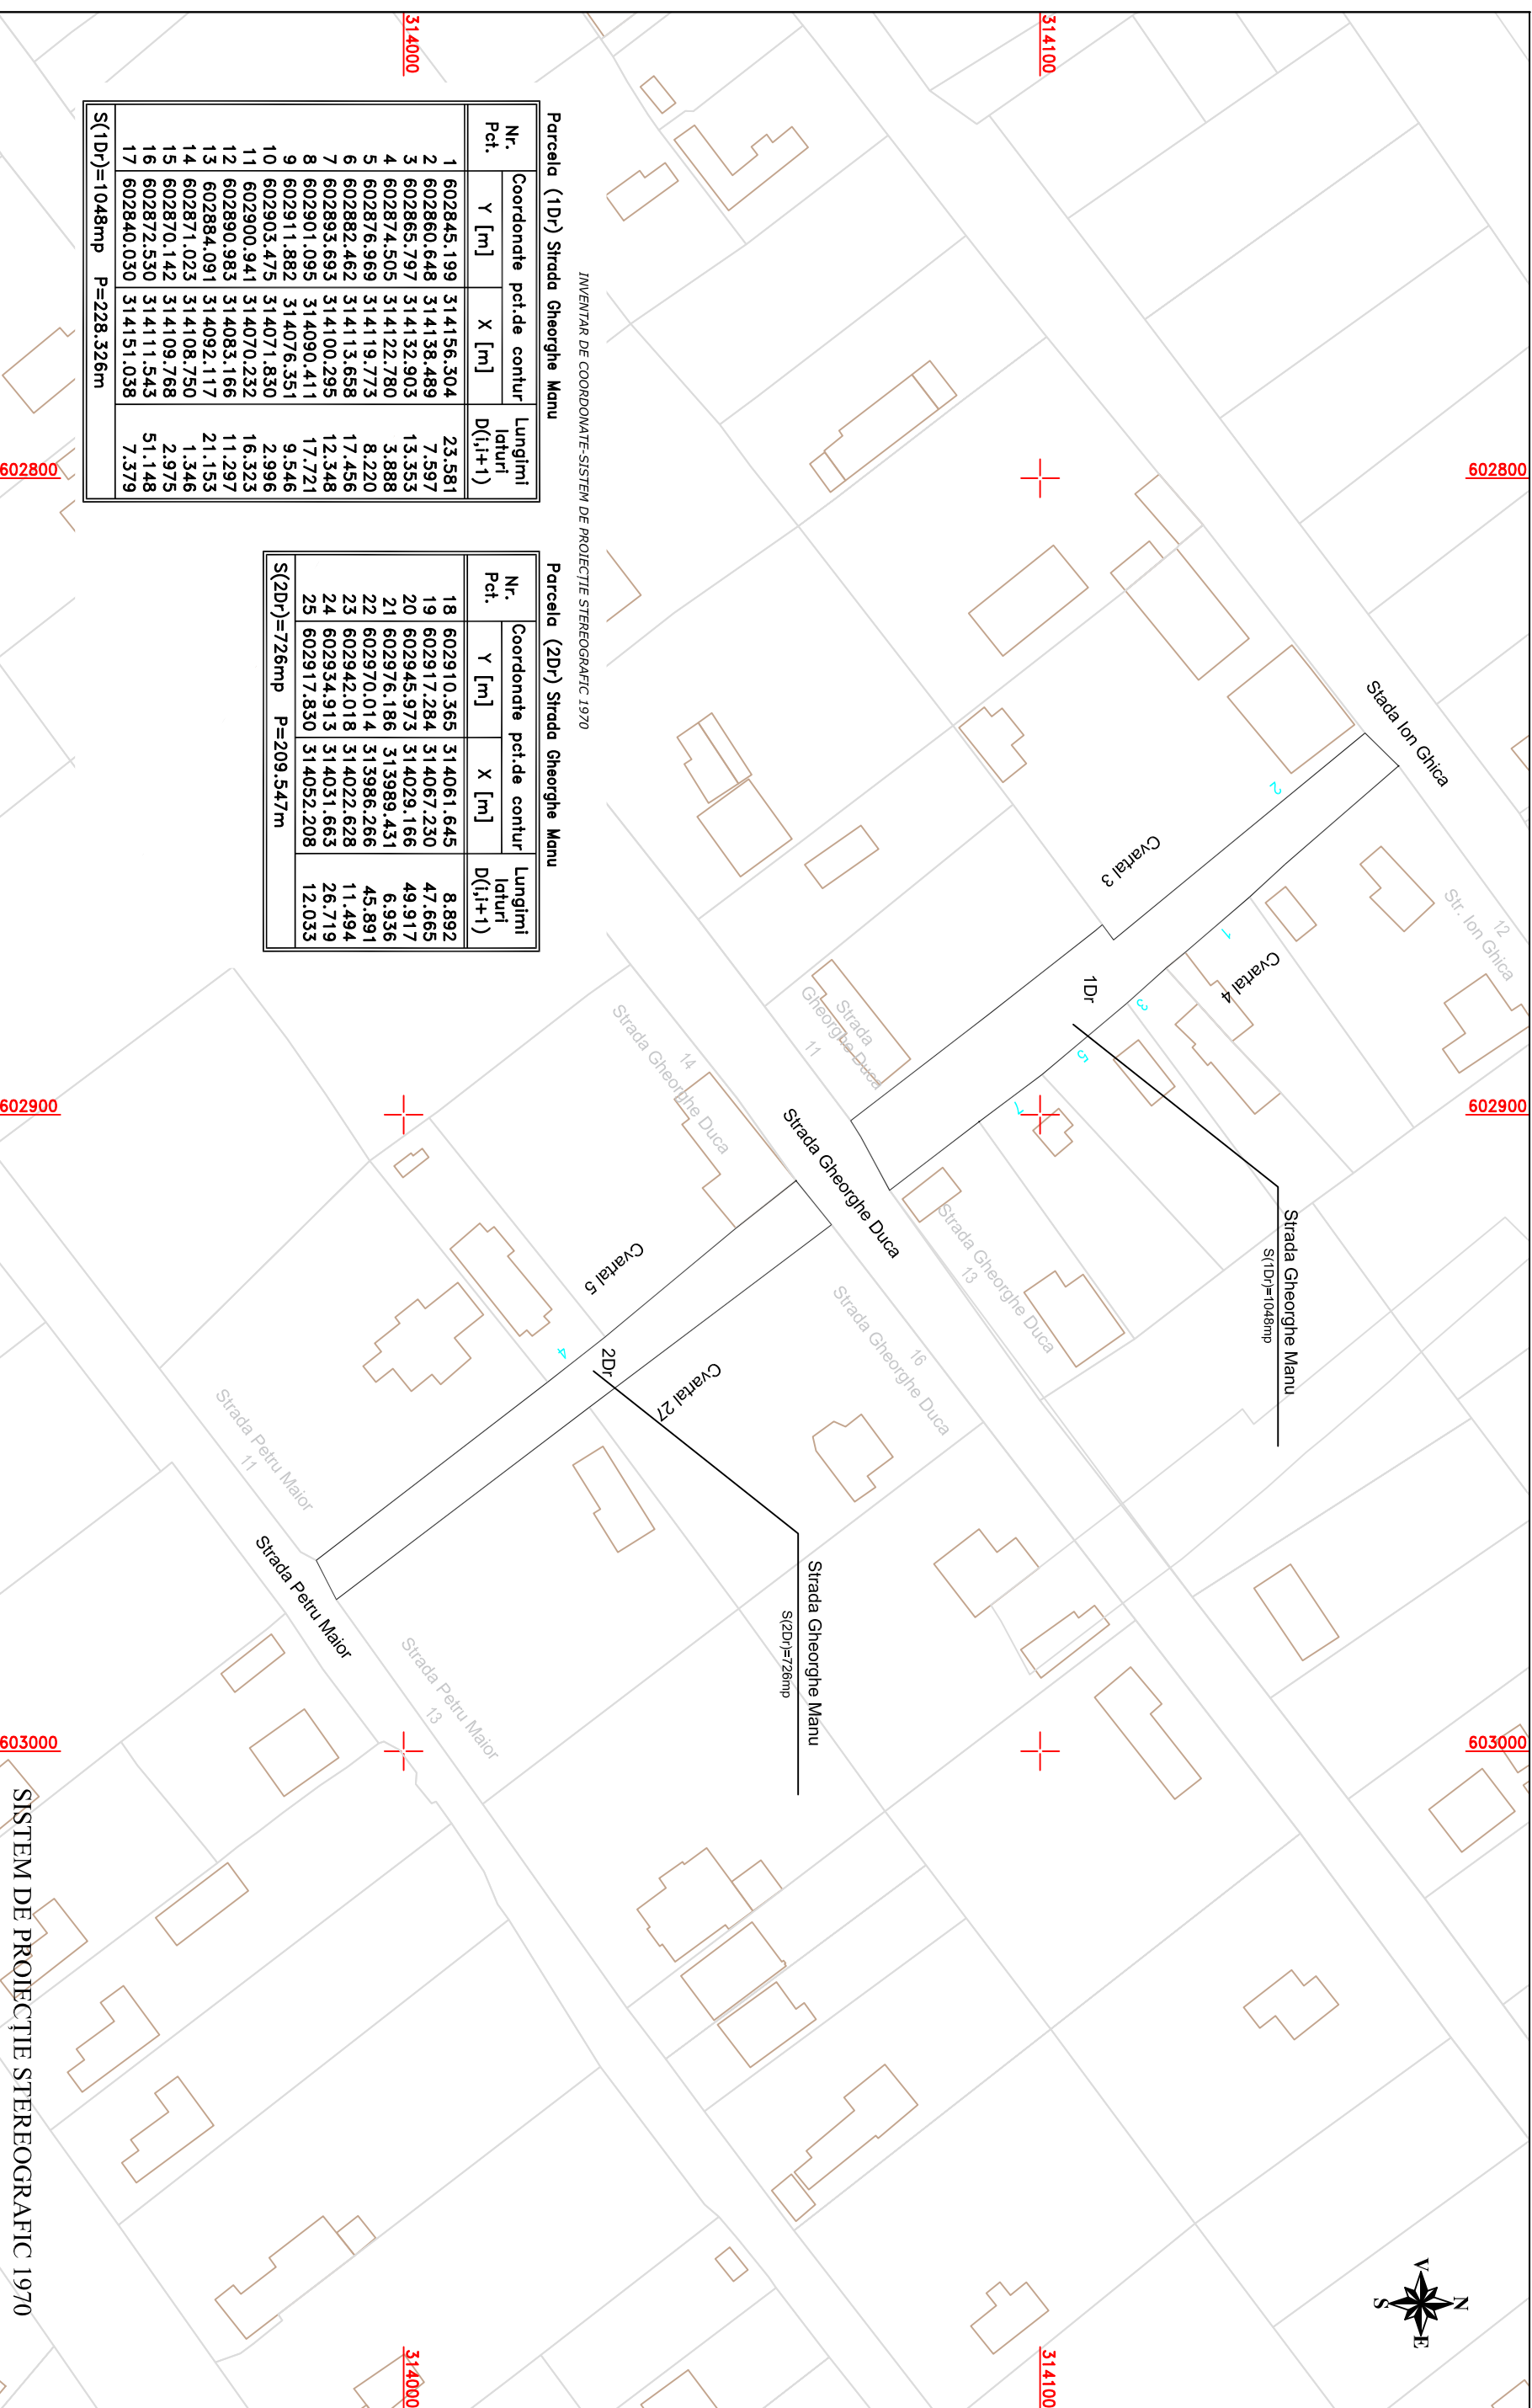 314000
314100
602800
602800
602900
602900
603000
603000
314000
314100
INVENTAR DE COORDONATE-SISTEM DE PROIECȚIE STEREOGRAFIC 1970
Parcela (1Dr) Strada Gheorghe Manu
Nr. Pct. Coordonate pct.de contur Lungimi laturi D(i,i+1)
Y [m] X [m]
1 602845.199 314156.304 23.581
2 602860.648 314138.489 7.597
3 602865.797 314132.903 13.353
4 602874.505 314122.780 3.888
5 602876.969 314119.773 8.220
6 602882.462 314113.658 17.456
7 602893.693 314100.295 12.348
8 602901.095 314090.411 17.721
9 602911.882 314076.351 9.546
10 602903.475 314071.830 2.996
11 602900.941 314070.232 16.323
12 602890.983 314083.166 11.297
13 602884.091 314092.117 21.153
14 602871.023 314108.750 1.346
15 602870.142 314109.768 2.975
16 602872.530 314111.543 51.148
17 602840.030 314151.038 7.379
S(1Dr)=1048mp P=228.326m
Parcela (2Dr) Strada Gheorghe Manu
Nr. Pct. Coordonate pct.de contur Lungimi laturi D(i,i+1)
Y [m] X [m]
18 602910.365 314061.645 8.892
19 602917.284 314067.230 47.665
20 602945.973 314029.166 49.917
21 602976.186 313989.431 6.936
22 602970.014 313986.266 45.891
23 602942.018 314022.628 11.494
24 602934.913 314031.663 26.719
25 602917.830 314052.208 12.033
S(2Dr)=726mp P=209.547m
Stada Ion Ghica
12
Str. Ion Ghica
2
Cvartal 3
1
Cvartal 4
1Dr
3
5
7
Strada
Gheorghe Duca
11
14
Strada Gheorghe Duca
Strada Gheorghe Duca
Strada Gheorghe Duca
13
16
Strada Gheorghe Duca
Strada Gheorghe Manu
S(1Dr)=1048mp
Cvartal 5
4
2Dr
Cvartal 27
Strada Gheorghe Manu
S(2Dr)=726mp
Strada Petru Maior
11
Strada Petru Maior
Strada Petru Maior
13
N
V
E
S
SISTEM DE PROIECȚIE STEREOGRAFIC 1970